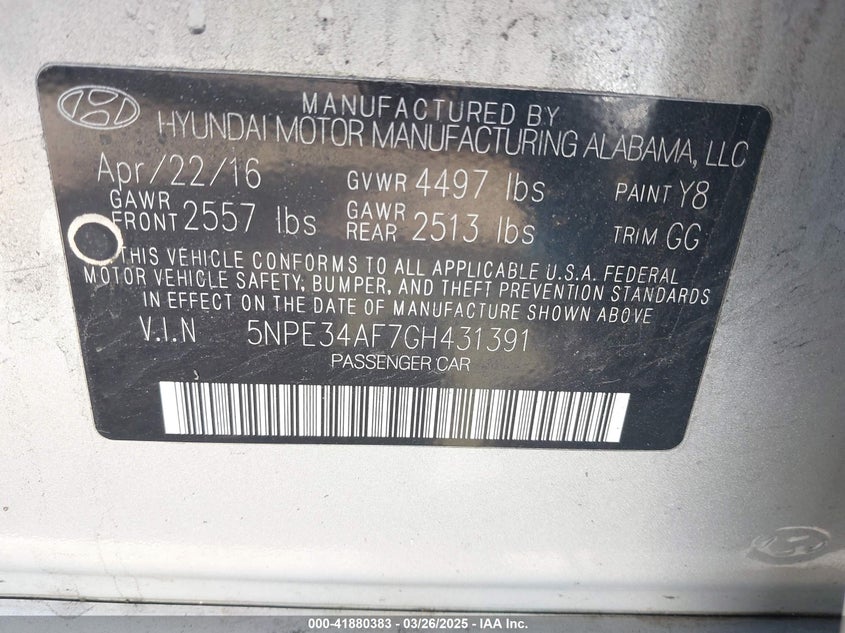 MANUFACTURED BY
HYUNDAI MOTOR MANUFACTURING ALABAMA, LLC
Apr/22/16 GVWR 4497 lbs PAINT Y8
GAWR FRONT 2557 lbs GAWR REAR 2513 lbs TRIM GG
THIS VEHICLE CONFORMS TO ALL APPLICABLE U.S.A. FEDERAL
MOTOR VEHICLE SAFETY, BUMPER, AND THEFT PREVENTION STANDARDS
IN EFFECT ON THE DATE OF MANUFACTURE SHOWN ABOVE
V.I.N 5NPE34AF7GH431391
PASSENGER CAR
000-41880383 — 03/26/2025 — IAA Inc.